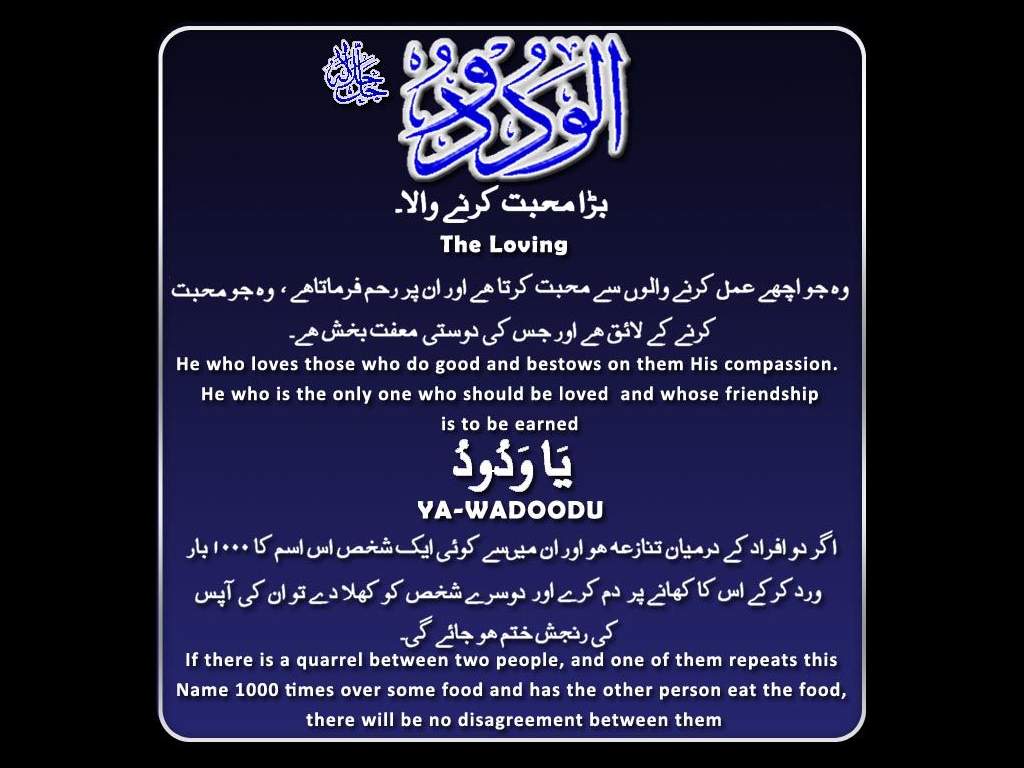 الوَدُودُ جل جلالہ
بڑا محبت کرنے والا۔
The Loving
وہ جو اچھے عمل کرنے والوں سے محبت کرتا ھے اور ان پر رحم فرماتاھے ، وہ جو محبت
کرنے کے لائق ھے اور جس کی دوستی معفت بخش ھے۔
He who loves those who do good and bestows on them His compassion.
He who is the only one who should be loved and whose friendship
is to be earned
يَا وَدُودُ
YA-WADOODU
اگر دو افراد کے درمیان تنازعہ ھو اور ان میں سے کوئی ایک شخص اس اسم کا ۱۰۰۰ بار
ورد کرکے اس کا کھانے پر دم کرے اور دوسرے شخص کو کھلا دے تو ان کی آپس
کی رنجش ختم ھو جائے گی۔
If there is a quarrel between two people, and one of them repeats this
Name 1000 times over some food and has the other person eat the food,
there will be no disagreement between them